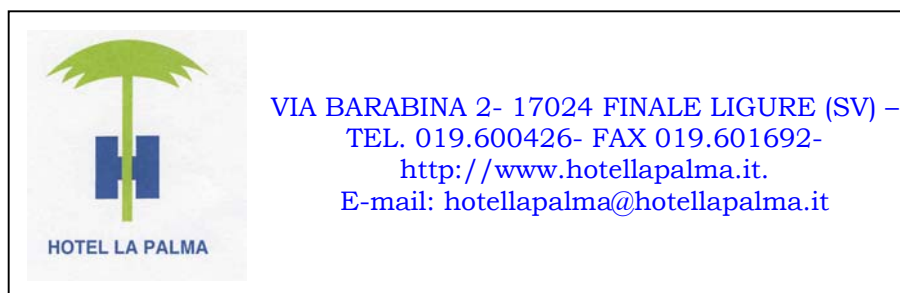 VIA BARABINA 2- 17024 FINALE LIGURE (SV) –
TEL. 019.600426- FAX 019.601692-
http://www.hotellapalma.it.
E-mail: hotellapalma@hotellapalma.it
H
HOTEL LA PALMA